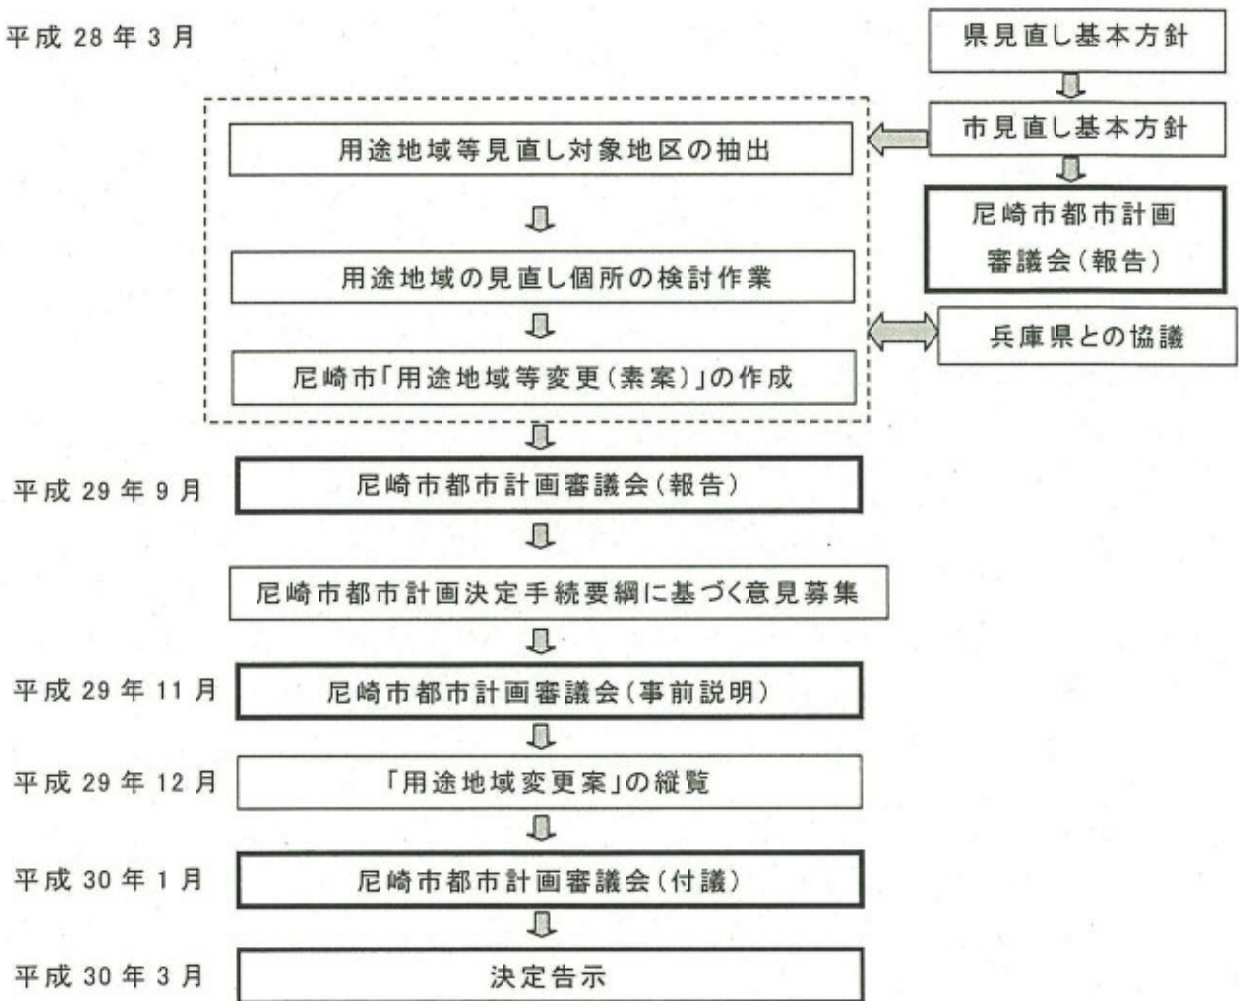 平成 28 年 3 月
県見直し基本方針
市見直し基本方針
尼崎市都市計画
審議会(報告)
用途地域等見直し対象地区の抽出
用途地域の見直し個所の検討作業
兵庫県との協議
尼崎市「用途地域等変更(素案)」の作成
平成 29 年 9 月
尼崎市都市計画審議会(報告)
尼崎市都市計画決定手続要綱に基づく意見募集
平成 29 年 11 月
尼崎市都市計画審議会(事前説明)
平成 29 年 12 月
「用途地域変更案」の縦覧
平成 30 年 1 月
尼崎市都市計画審議会(付議)
平成 30 年 3 月
決定告示